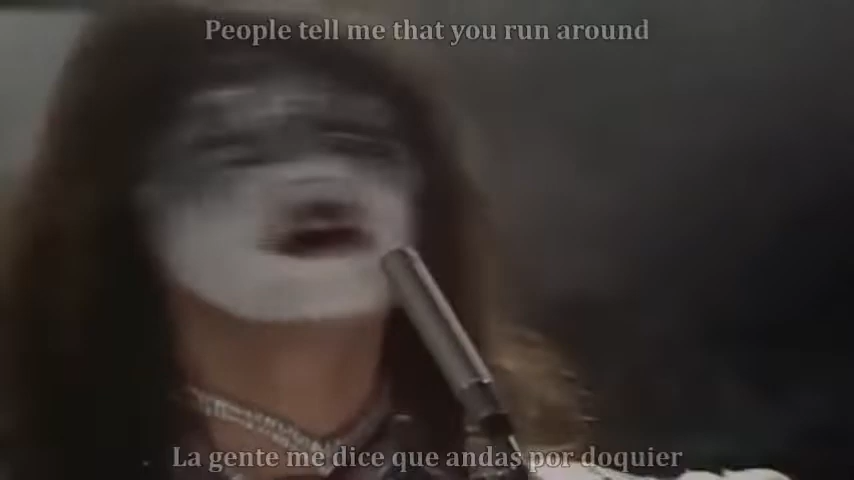 People tell me that you run around
La gente me dice que andas por doquier